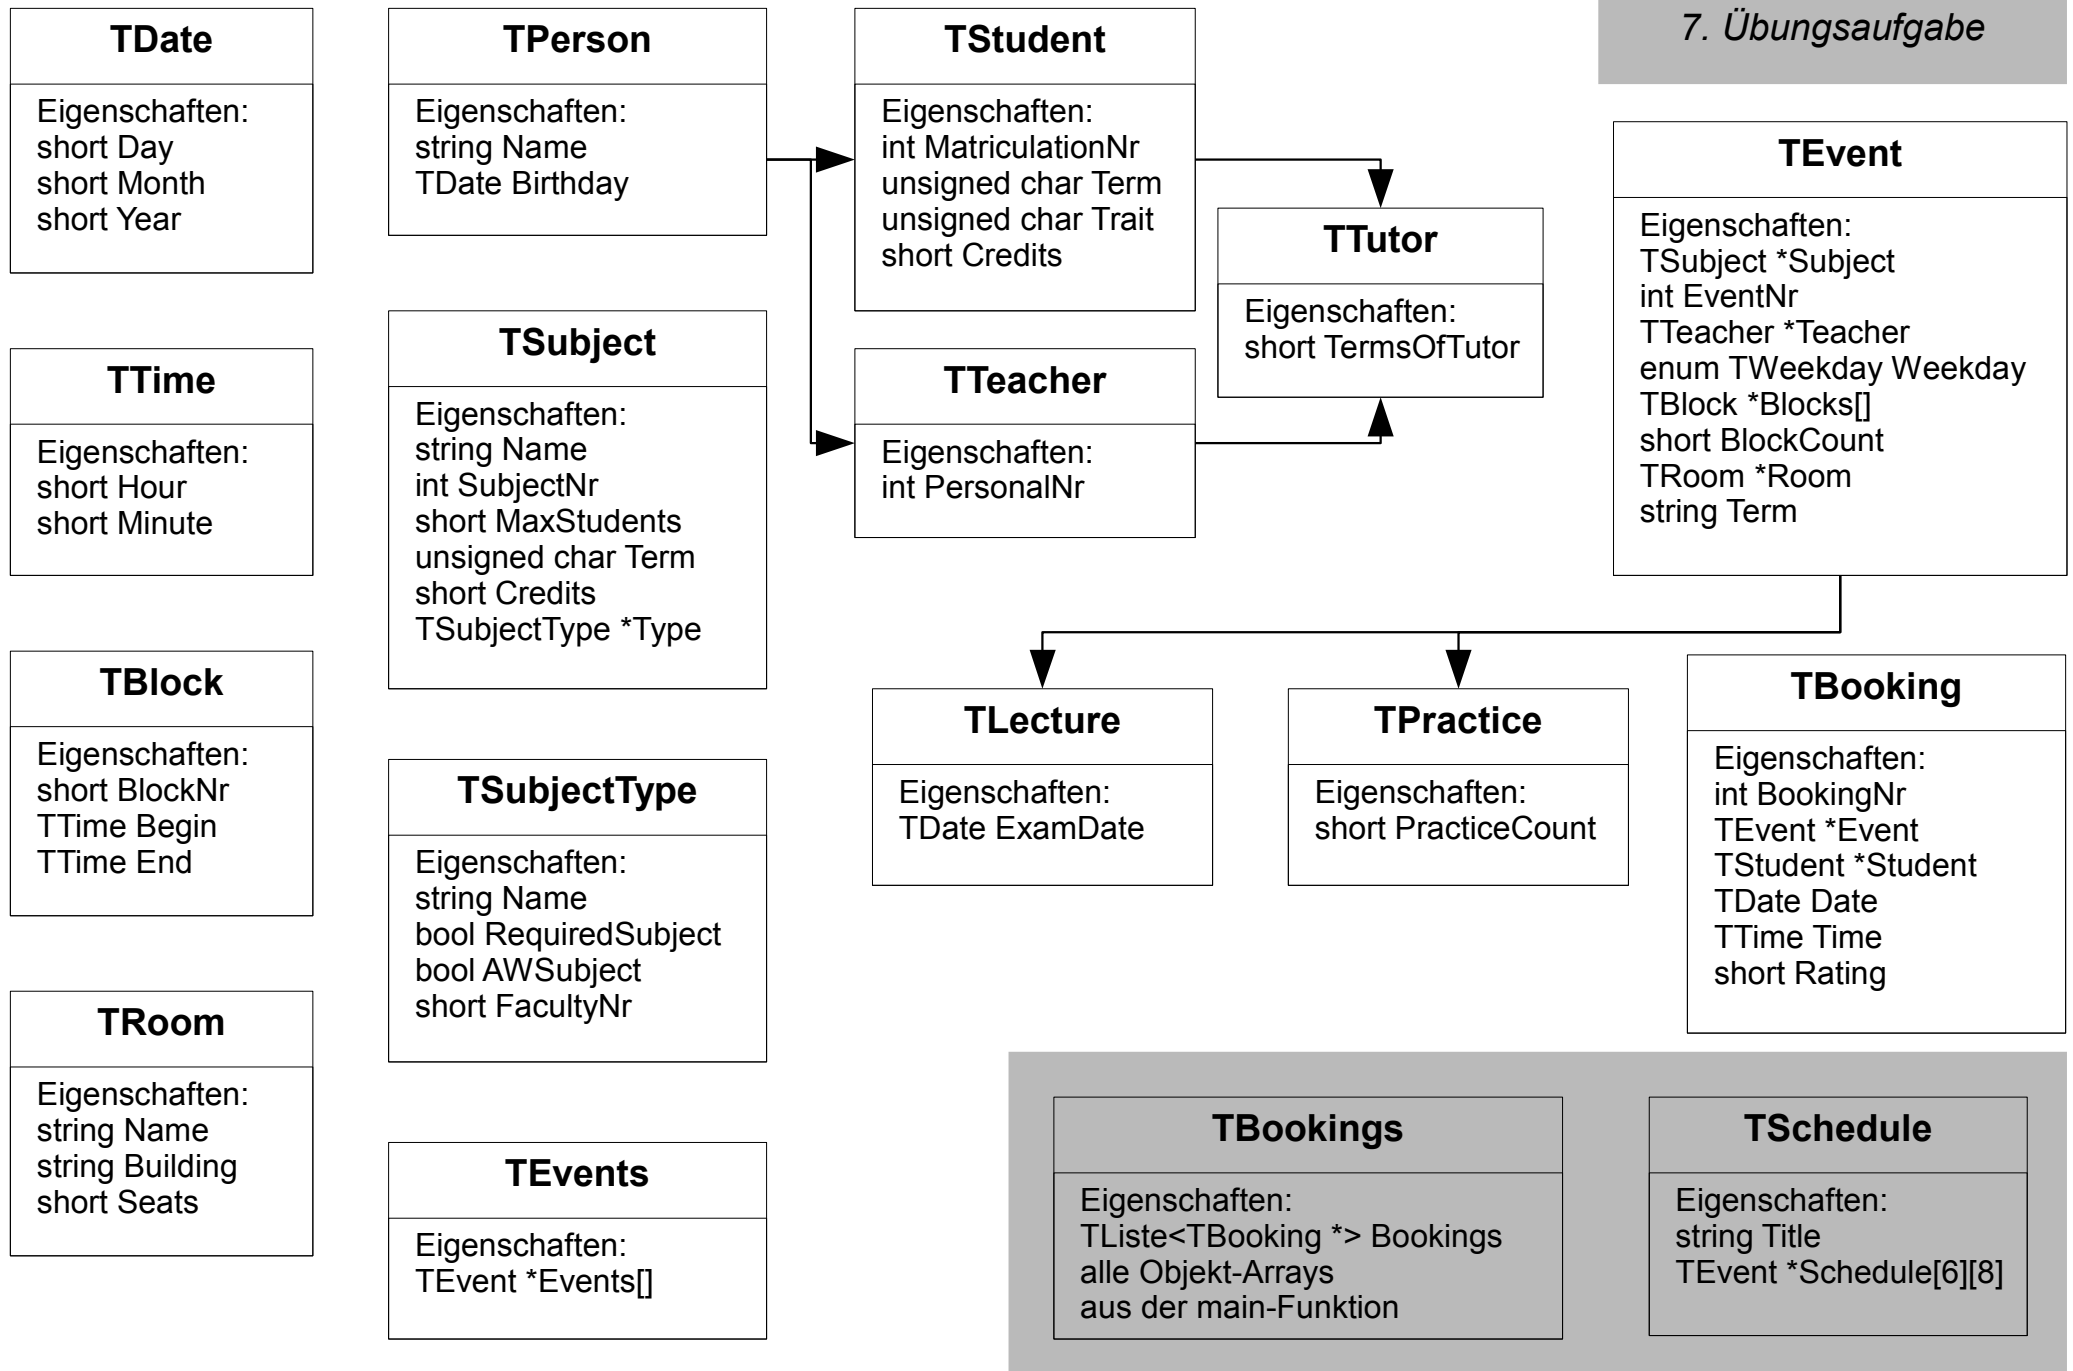 7. Übungsaufgabe
TDate
Eigenschaften:
short Day
short Month
short Year
TPerson
Eigenschaften:
string Name
TDate Birthday
TStudent
Eigenschaften:
int MatriculationNr
unsigned char Term
unsigned char Trait
short Credits
TTutor
Eigenschaften:
short TermsOfTutor
TEvent
Eigenschaften:
TSubject *Subject
int EventNr
TTeacher *Teacher
enum TWeekday Weekday
TBlock *Blocks[]
short BlockCount
TRoom *Room
string Term
TTime
Eigenschaften:
short Hour
short Minute
TSubject
Eigenschaften:
string Name
int SubjectNr
short MaxStudents
unsigned char Term
short Credits
TSubjectType *Type
TTeacher
Eigenschaften:
int PersonalNr
TBlock
Eigenschaften:
short BlockNr
TTime Begin
TTime End
TSubjectType
Eigenschaften:
string Name
bool RequiredSubject
bool AWSubject
short FacultyNr
TLecture
Eigenschaften:
TDate ExamDate
TPractice
Eigenschaften:
short PracticeCount
TBooking
Eigenschaften:
int BookingNr
TEvent *Event
TStudent *Student
TDate Date
TTime Time
short Rating
TRoom
Eigenschaften:
string Name
string Building
short Seats
TEvents
Eigenschaften:
TEvent *Events[]
TBookings
Eigenschaften:
TListe<TBooking *> Bookings
alle Objekt-Arrays
aus der main-Funktion
TSchedule
Eigenschaften:
string Title
TEvent *Schedule[6][8]